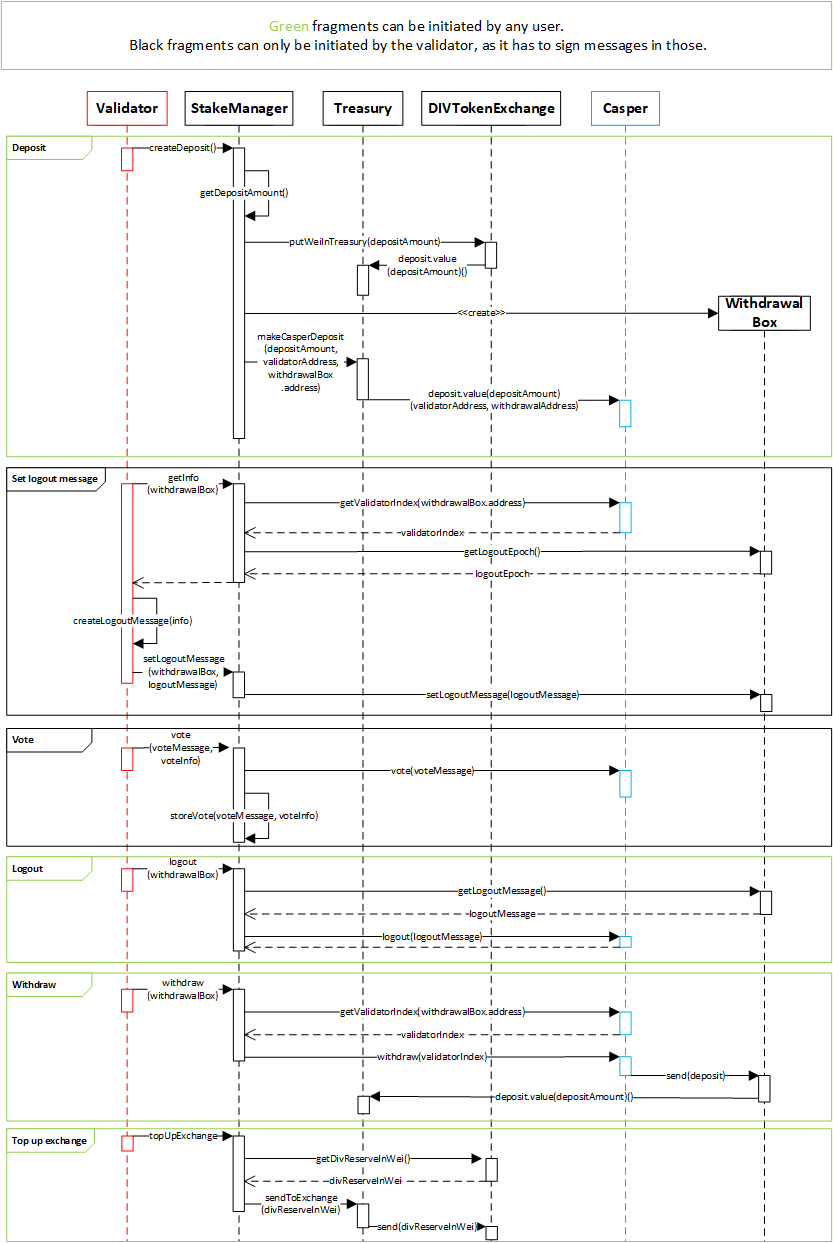 Green fragments can be initiated by any user.
Black fragments can only be initiated by the validator, as it has to sign messages in those.
Validator
StakeManager
Treasury
DIVTokenExchange
Casper
Deposit
createDeposit()
getDepositAmount()
putWeiInTreasury(depositAmount)
deposit.value
(depositAmount)()
<<create>>
Withdrawal
Box
makeCasperDeposit
(depositAmount,
validatorAddress,
withdrawalBox
.address)
deposit.value(depositAmount)
(validatorAddress, withdrawalAddress)
Set logout message
getInfo
(withdrawalBox)
getValidatorIndex(withdrawalBox.address)
validatorIndex
getLogoutEpoch()
logoutEpoch
createLogoutMessage(info)
setLogoutMessage
(withdrawalBox,
logoutMessage)
setLogoutMessage(logoutMessage)
Vote
vote
(voteMessage,
voteInfo)
vote(voteMessage)
storeVote(voteMessage, voteInfo)
Logout
logout
(withdrawalBox)
getLogoutMessage()
logoutMessage
logout(logoutMessage)
Withdraw
withdraw
(withdrawalBox)
getValidatorIndex(withdrawalBox.address)
validatorIndex
withdraw(validatorIndex)
send(deposit)
deposit.value(depositAmount)()
Top up exchange
topUpExchange
getDivReserveInWei()
divReserveInWei
sendToExchange
(divReserveInWei)
send(divReserveInWei)